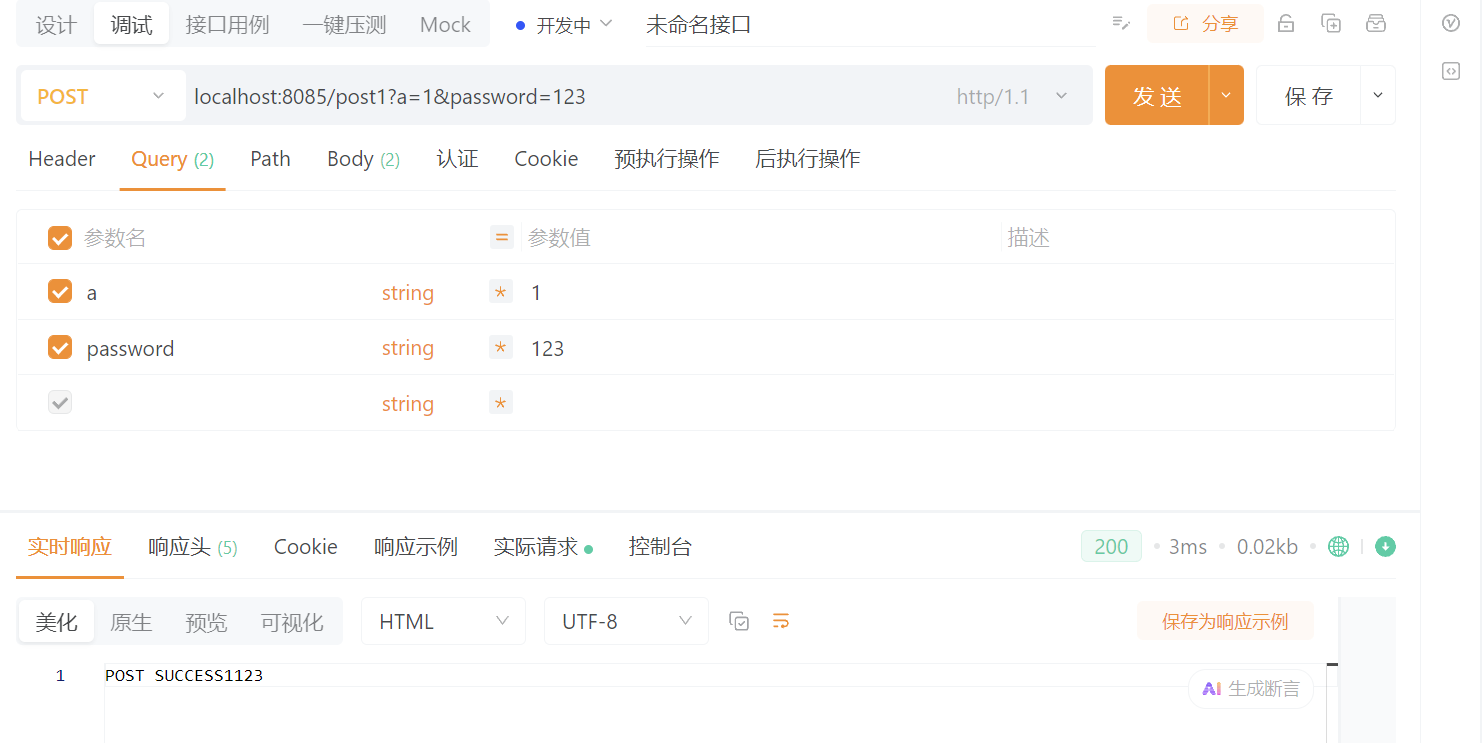 设计 调试 接口用例 一键压测 Mock 开发中 未命名接口 分享
POST localhost:8085/post1?a=1&password=123 http/1.1 发 送 保 存
Header Query (2) Path Body (2) 认证 Cookie 预执行操作 后执行操作
参数名 = 参数值 描述
a string * 1
password string * 123
string *
实时响应 响应头 (5) Cookie 响应示例 实际请求 控制台 200 3ms 0.02kb
美化 原生 预览 可视化 HTML UTF-8 保存为响应示例
1 POST SUCCESS1123
AI 生成断言